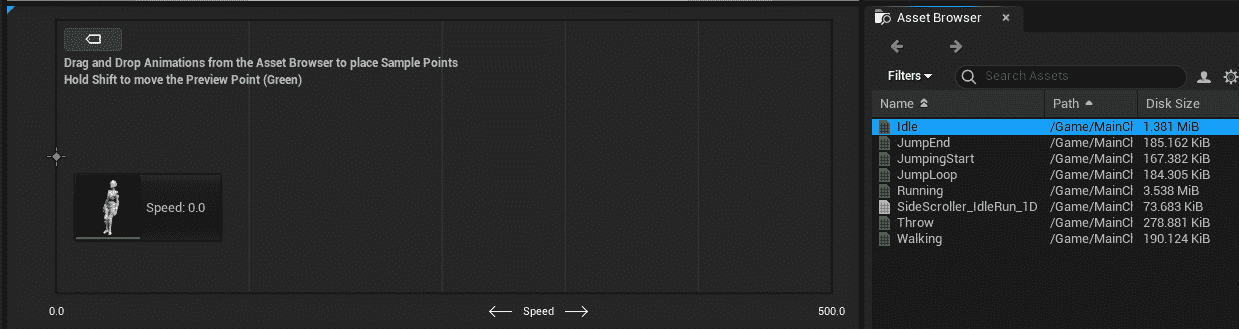 Asset Browser
Drag and Drop Animations from the Asset Browser to place Sample Points
Hold Shift to move the Preview Point (Green)
Filters
Search Assets
Name Path Disk Size
Idle /Game/MainCl 1.381 MiB
JumpEnd /Game/MainCl 185.162 KiB
JumpingStart /Game/MainCl 167.382 KiB
JumpLoop /Game/MainCl 184.305 KiB
Running /Game/MainCl 3.538 MiB
SideScroller_IdleRun_1D /Game/MainCl 73.683 KiB
Throw /Game/MainCl 278.881 KiB
Walking /Game/MainCl 190.124 KiB
Speed: 0.0
0.0 Speed 500.0